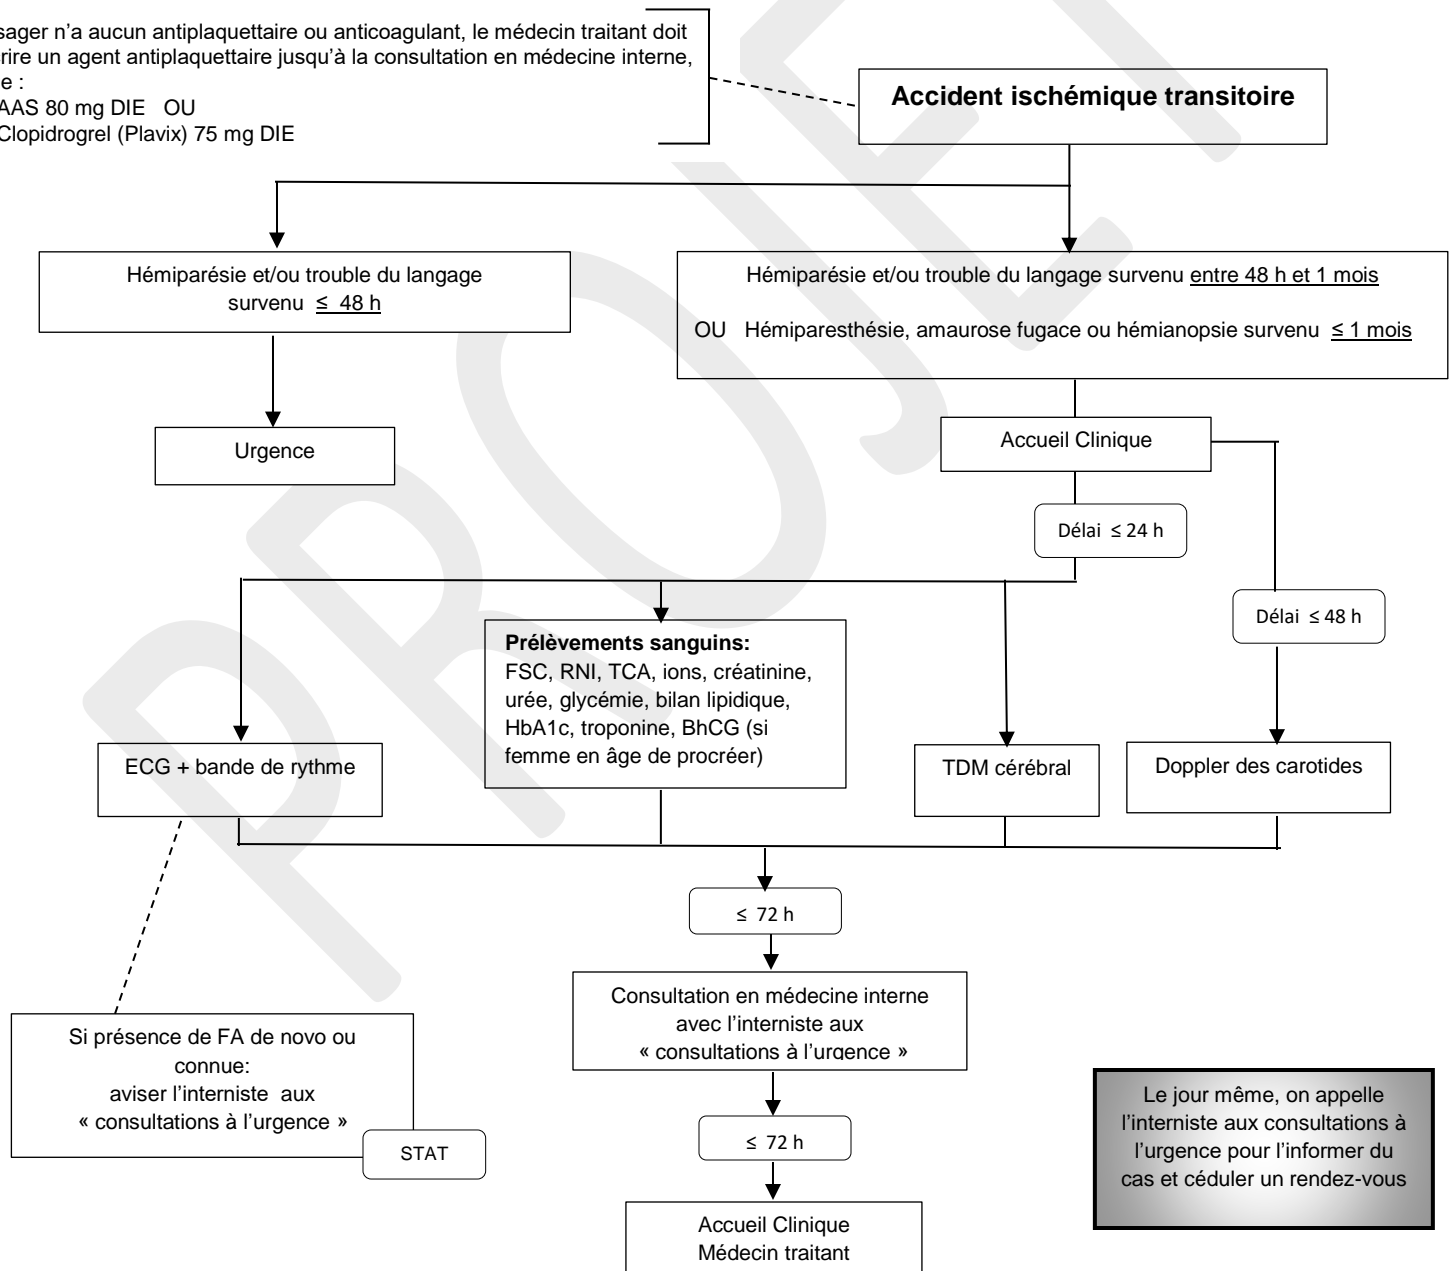 sager n’a aucun antiplaquettaire ou anticoagulant, le médecin traitant doit
rire un agent antiplaquettaire jusqu’à la consultation en médecine interne,
e :
AAS 80 mg DIE OU
Clopidrogrel (Plavix) 75 mg DIE
Accident ischémique transitoire
Hémiparésie et/ou trouble du langage
survenu ≤ 48 h
Hémiparésie et/ou trouble du langage survenu entre 48 h et 1 mois
OU Hémiparesthésie, amaurose fugace ou hémianopsie survenu ≤ 1 mois
Urgence
Accueil Clinique
Délai ≤ 24 h
Délai ≤ 48 h
Prélèvements sanguins:
FSC, RNI, TCA, ions, créatinine,
urée, glycémie, bilan lipidique,
HbA1c, troponine, BhCG (si
femme en âge de procréer)
ECG + bande de rythme
TDM cérébral
Doppler des carotides
≤ 72 h
Consultation en médecine interne
avec l’interniste aux
« consultations à l’urgence »
Si présence de FA de novo ou
connue:
aviser l’interniste aux
« consultations à l’urgence »
STAT
≤ 72 h
Le jour même, on appelle
l’interniste aux consultations à
l’urgence pour l’informer du
cas et céduler un rendez-vous
Accueil Clinique
Médecin traitant
PROJET